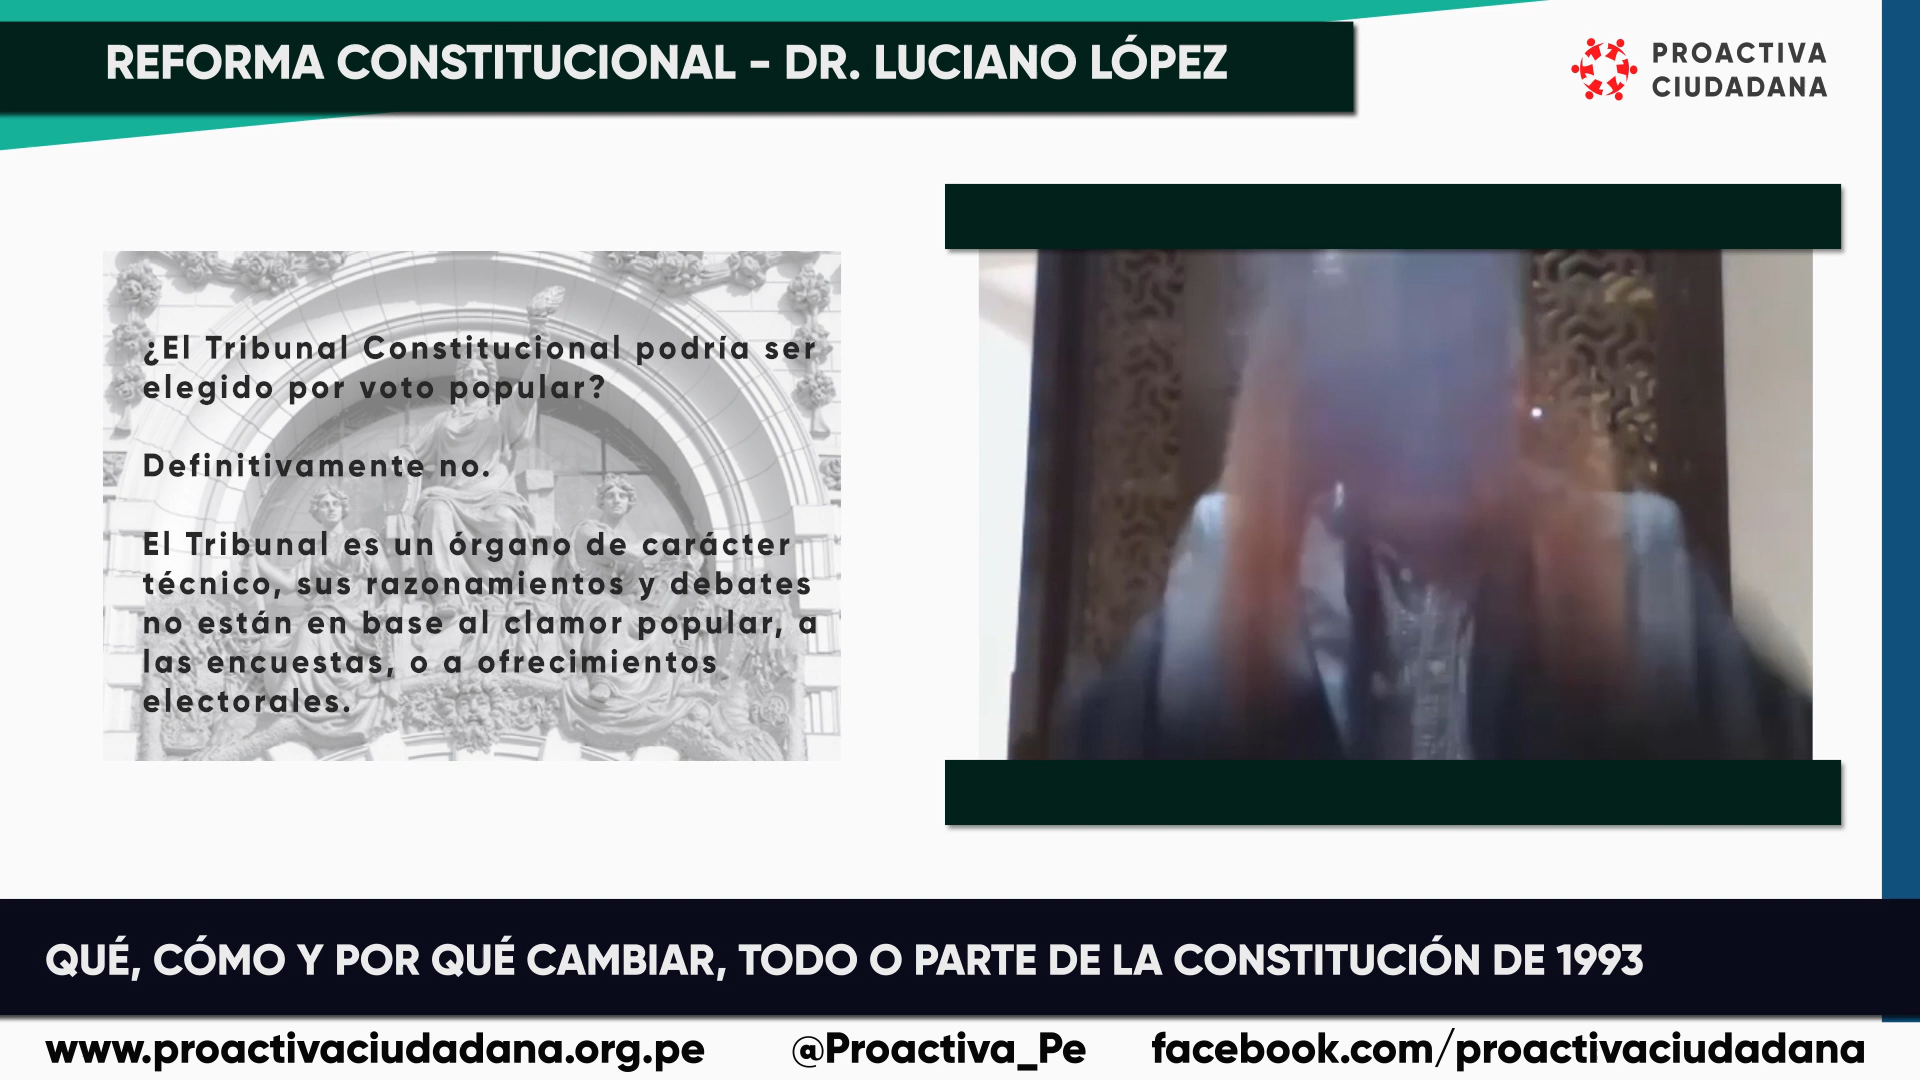 REFORMA CONSTITUCIONAL - DR. LUCIANO LÓPEZ
PROACTIVA
CIUDADANA
¿El Tribunal Constitucional podría ser
elegido por voto popular?
Definitivamente no.
El Tribunal es un órgano de carácter
técnico, sus razonamientos y debates
no están en base al clamor popular, a
las encuestas, o a ofrecimientos
electorales.
QUÉ, CÓMO Y POR QUÉ CAMBIAR, TODO O PARTE DE LA CONSTITUCIÓN DE 1993
www.proactivaciudadana.org.pe @Proactiva_Pe facebook.com/proactivaciudadana